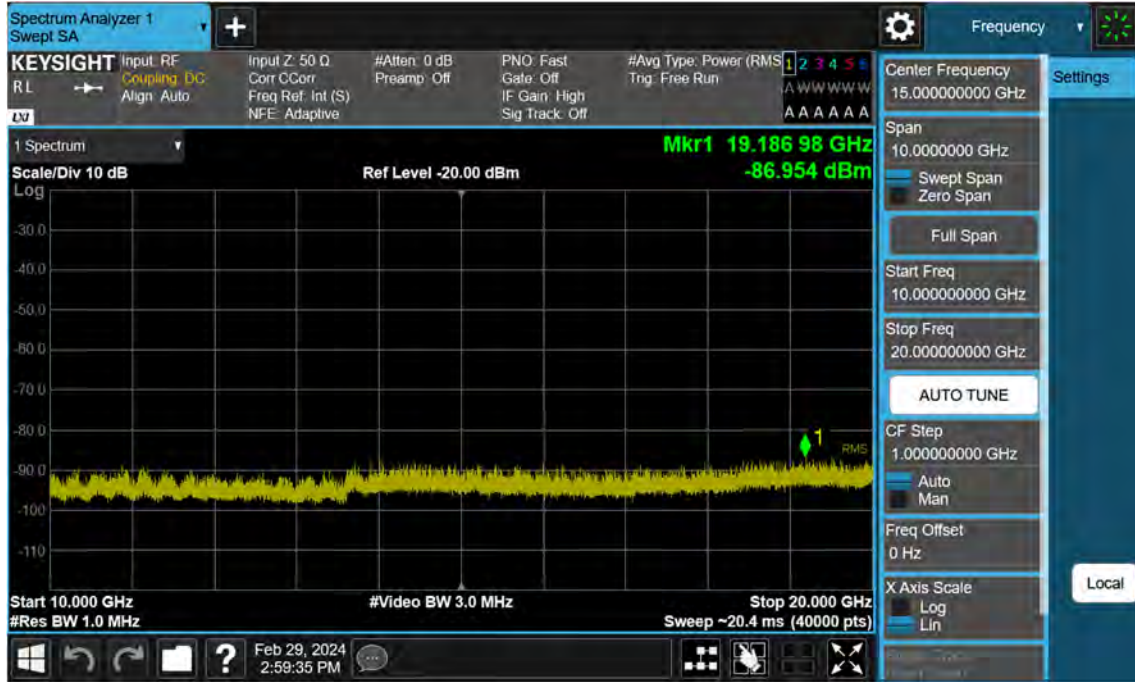 Spectrum Analyzer 1
Swept SA
+
Frequency
KEYSIGHT
RL
LXI
Input: RF
Coupling: DC
Align: Auto
Input Z: 50 Ω
Corr CCorr
Freq Ref: Int (S)
NFE: Adaptive
#Atten: 0 dB
Preamp: Off
PNO: Fast
Gate: Off
IF Gain: High
Sig Track: Off
#Avg Type: Power (RMS
Trig: Free Run
1 2 3 4 5 6
A W W W W W
A A A A A A
1 Spectrum
Mkr1 19.186 98 GHz
Scale/Div 10 dB
Ref Level -20.00 dBm
-86.954 dBm
Log
-30.0
-40.0
-50.0
-60.0
-70.0
-80.0
-90.0
-100
-110
1
RMS
Start 10.000 GHz
#Video BW 3.0 MHz
Stop 20.000 GHz
#Res BW 1.0 MHz
Sweep ~20.4 ms (40000 pts)
Center Frequency
15.000000000 GHz
Settings
Span
10.0000000 GHz
Swept Span
Zero Span
Full Span
Start Freq
10.000000000 GHz
Stop Freq
20.000000000 GHz
AUTO TUNE
CF Step
1.000000000 GHz
Auto
Man
Freq Offset
0 Hz
X Axis Scale
Log
Lin
Local
?
Feb 29, 2024
2:59:35 PM